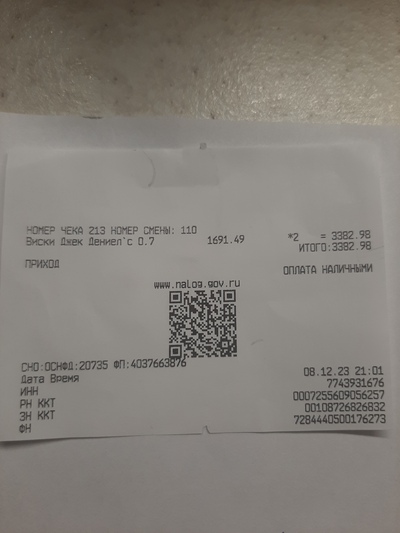 НОМЕР ЧЕКА 213 НОМЕР СМЕНЫ: 110
Виски Джек Дениел'с 0.7 1691.49 *2 = 3382.98
ИТОГО:3382.98
ПРИХОД ОПЛАТА НАЛИЧНЫМИ
www.nalog.gov.ru
СНО:ОСНФД:20735 ФП:4037663876
Дата Время 08.12.23 21:01
ИНН 7743931676
РН ККТ 0007255609056257
ЗН ККТ 00108726826832
ФН 7284440500176273